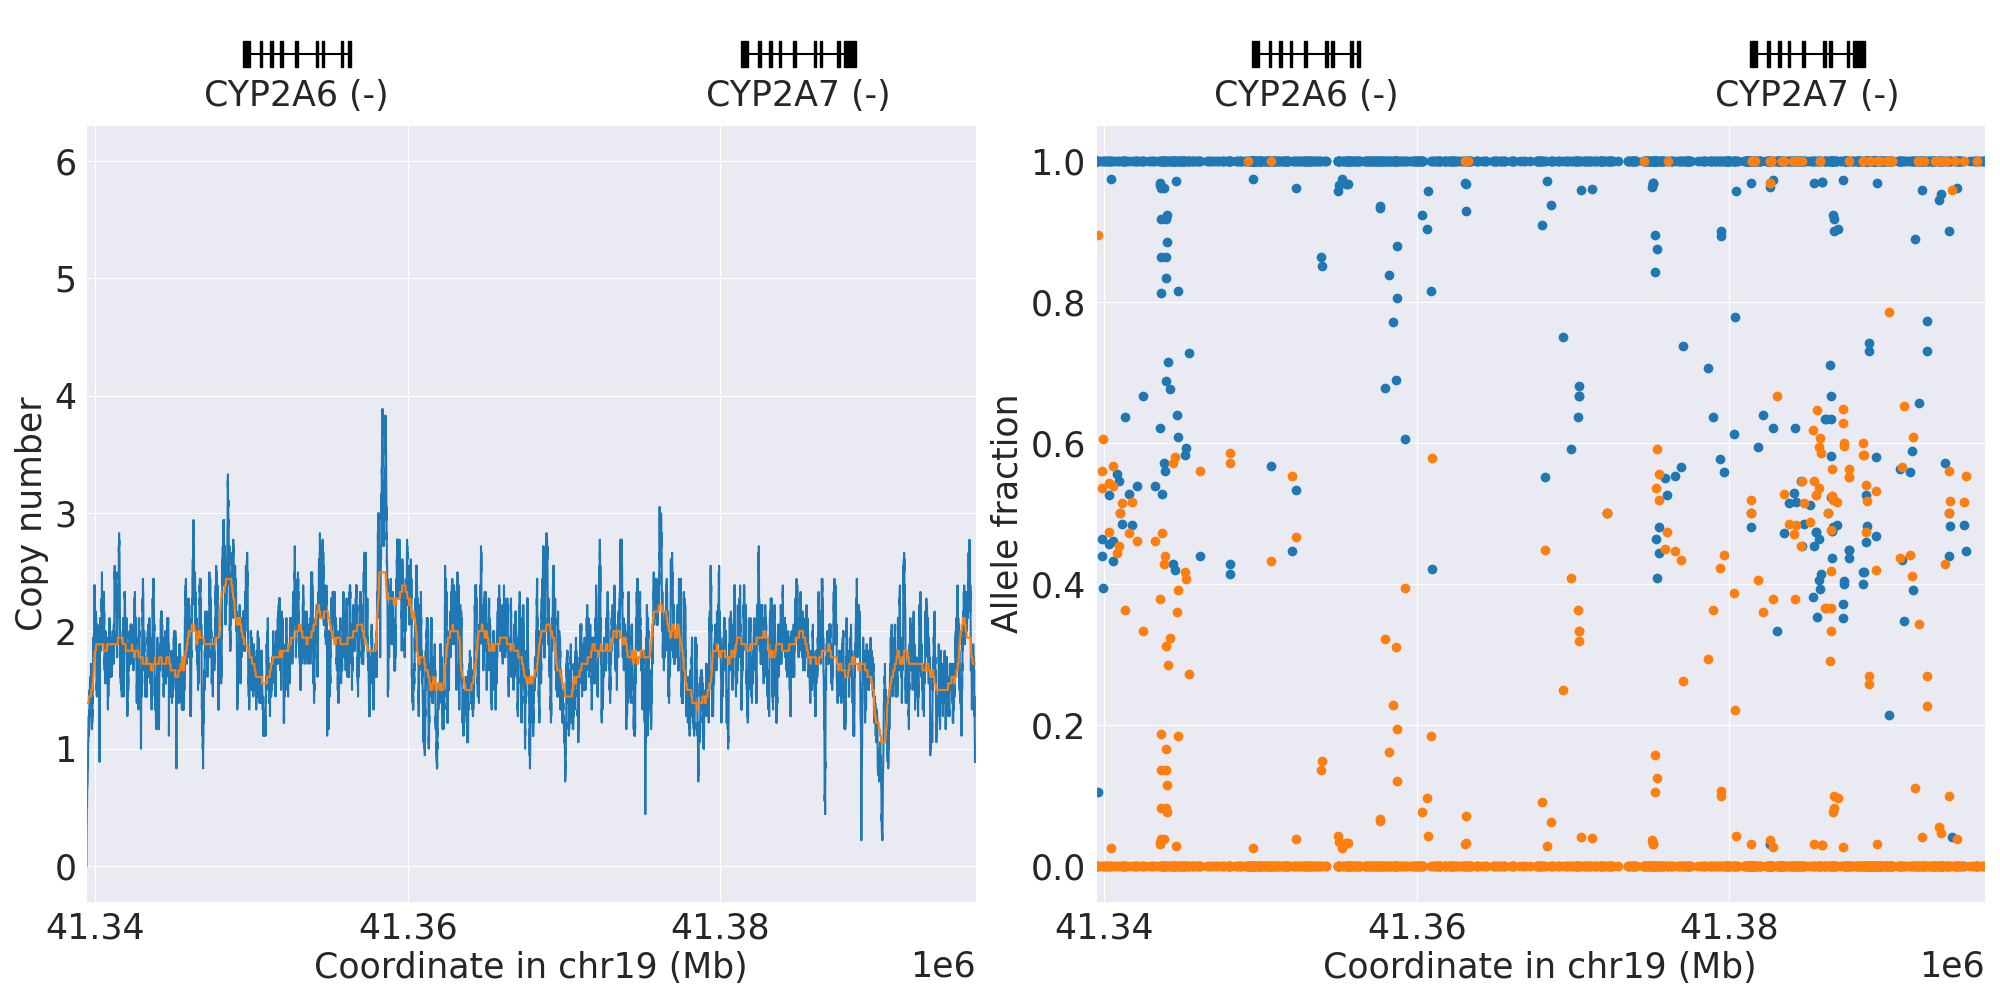 CYP2A6 (-) CYP2A7 (-)
CYP2A6 (-) CYP2A7 (-)
Copy number
6
5
4
3
2
1
0
41.34 41.36 41.38
Coordinate in chr19 (Mb) 1e6
Allele fraction
1.0
0.8
0.6
0.4
0.2
0.0
41.34 41.36 41.38
Coordinate in chr19 (Mb) 1e6